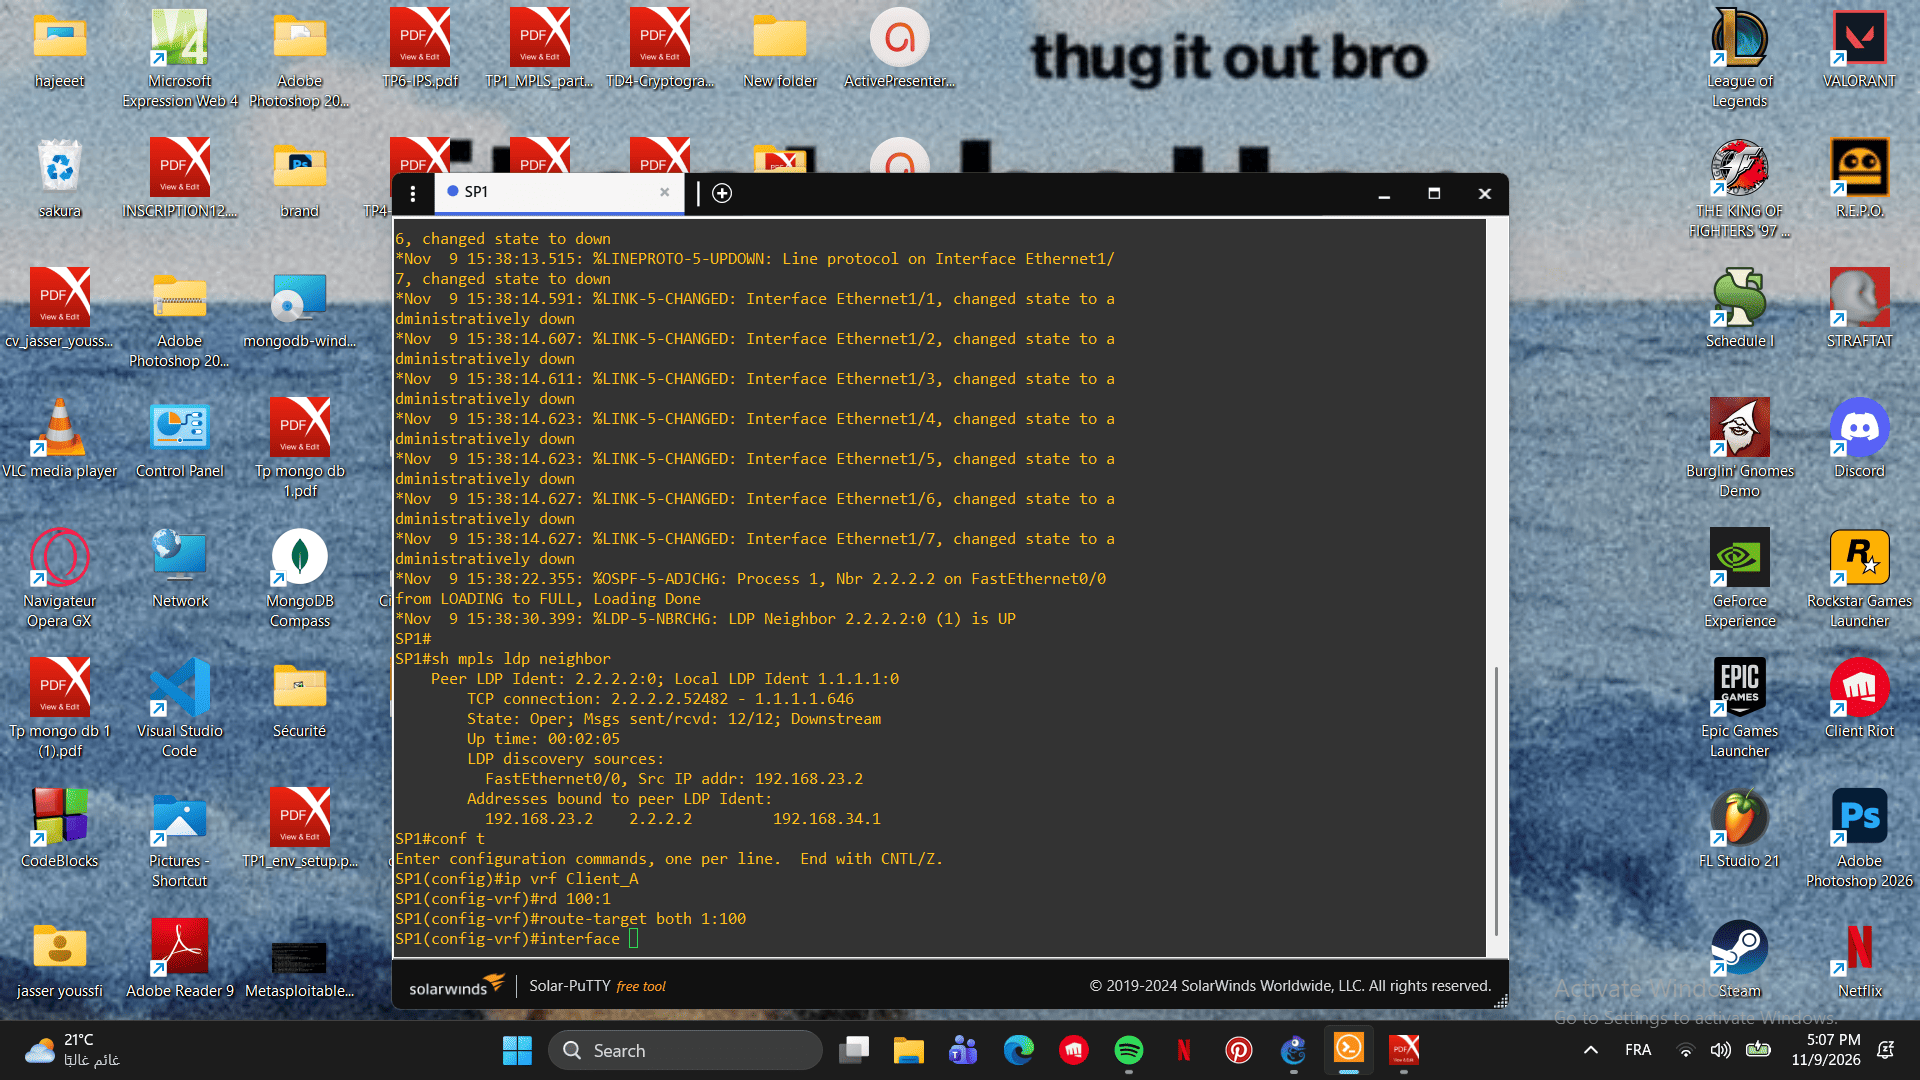 thug it out bro
hajeeet
Microsoft
Expression Web 4
Adobe
Photoshop 20...
TP6-IPS.pdf
TP1_MPLS_part...
TD4-Cryptogra...
New folder
ActivePresenter...
League of
Legends
VALORANT
sakura
INSCRIPTION12....
brand
TP4-
THE KING OF
FIGHTERS '97 ...
R.E.P.O.
cv_jasser_youss...
Adobe
Photoshop 20...
mongodb-wind...
Schedule I
STRAFTAT
VLC media player
Control Panel
Tp mongo db
1.pdf
Burglin' Gnomes
Demo
Discord
Navigateur
Opera GX
Network
MongoDB
Compass
Ci
GeForce
Experience
Rockstar Games
Launcher
Tp mongo db 1
(1).pdf
Visual Studio
Code
Sécurité
Epic Games
Launcher
Client Riot
CodeBlocks
Pictures -
Shortcut
TP1_env_setup.p...
FL Studio 21
Adobe
Photoshop 2026
jasser youssfi
Adobe Reader 9
Metasploitable...
Steam
Netflix
SP1
6, changed state to down
*Nov  9 15:38:13.515: %LINEPROTO-5-UPDOWN: Line protocol on Interface Ethernet1/
7, changed state to down
*Nov  9 15:38:14.591: %LINK-5-CHANGED: Interface Ethernet1/1, changed state to a
dministratively down
*Nov  9 15:38:14.607: %LINK-5-CHANGED: Interface Ethernet1/2, changed state to a
dministratively down
*Nov  9 15:38:14.611: %LINK-5-CHANGED: Interface Ethernet1/3, changed state to a
dministratively down
*Nov  9 15:38:14.623: %LINK-5-CHANGED: Interface Ethernet1/4, changed state to a
dministratively down
*Nov  9 15:38:14.623: %LINK-5-CHANGED: Interface Ethernet1/5, changed state to a
dministratively down
*Nov  9 15:38:14.627: %LINK-5-CHANGED: Interface Ethernet1/6, changed state to a
dministratively down
*Nov  9 15:38:14.627: %LINK-5-CHANGED: Interface Ethernet1/7, changed state to a
dministratively down
*Nov  9 15:38:22.355: %OSPF-5-ADJCHG: Process 1, Nbr 2.2.2.2 on FastEthernet0/0
from LOADING to FULL, Loading Done
*Nov  9 15:38:30.399: %LDP-5-NBRCHG: LDP Neighbor 2.2.2.2:0 (1) is UP
SP1#
SP1#sh mpls ldp neighbor
Peer LDP Ident: 2.2.2.2:0; Local LDP Ident 1.1.1.1:0
TCP connection: 2.2.2.2.52482 - 1.1.1.1.646
State: Oper; Msgs sent/rcvd: 12/12; Downstream
Up time: 00:02:05
LDP discovery sources:
FastEthernet0/0, Src IP addr: 192.168.23.2
Addresses bound to peer LDP Ident:
192.168.23.2    2.2.2.2         192.168.34.1
SP1#conf t
Enter configuration commands, one per line.  End with CNTL/Z.
SP1(config)#ip vrf Client_A
SP1(config-vrf)#rd 100:1
SP1(config-vrf)#route-target both 1:100
SP1(config-vrf)#interface
solarwinds
Solar-PuTTY free tool
© 2019-2024 SolarWinds Worldwide, LLC. All rights reserved.
Activate Windows
Go to Settings to activate Windows.
21°C
غائم غالبًا
Search
FRA
5:07 PM
11/9/2026